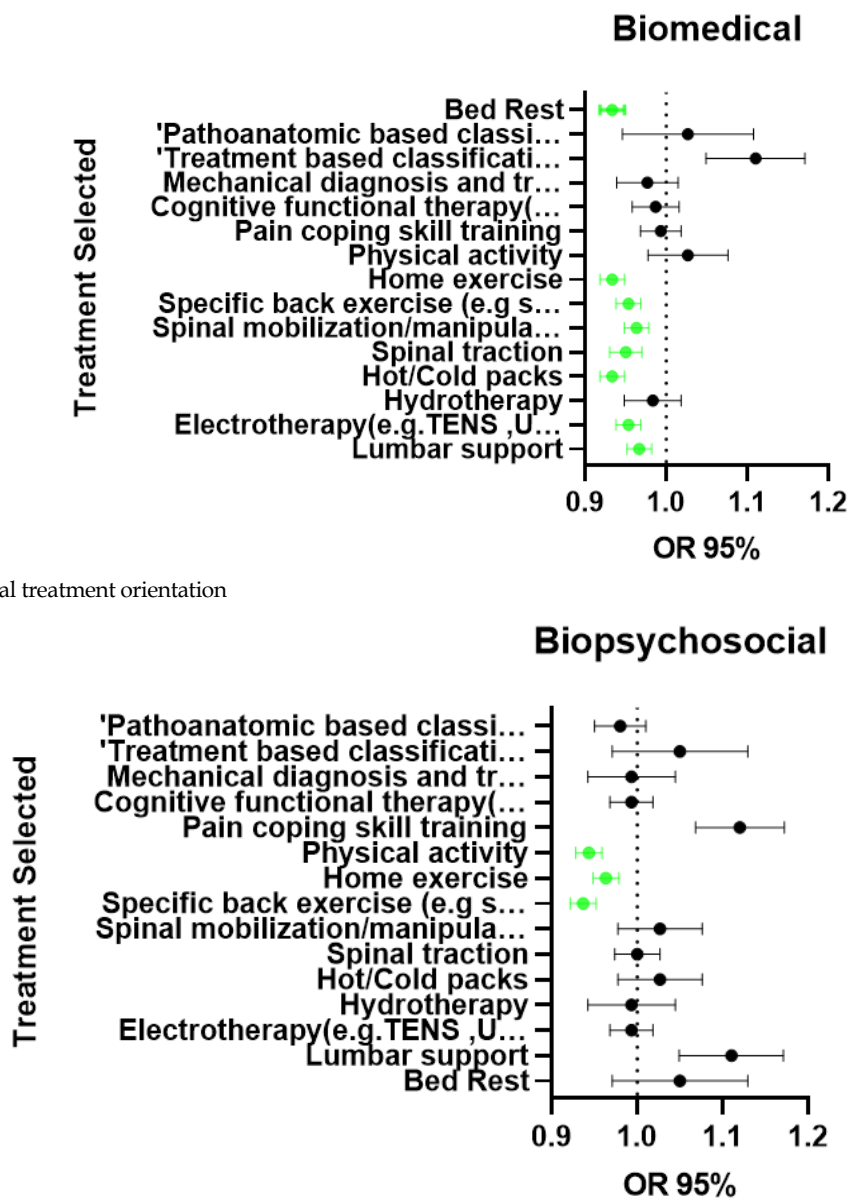 Biomedical
Treatment Selected
Bed Rest
'Pathoanatomic based classi...
'Treatment based classificati...
Mechanical diagnosis and tr...
Cognitive functional therapy(...
Pain coping skill training
Physical activity
Home exercise
Specific back exercise (e.g s...
Spinal mobilization/manipula...
Spinal traction
Hot/Cold packs
Hydrotherapy
Electrotherapy(e.g.TENS ,U...
Lumbar support
0.9 1.0 1.1 1.2
OR 95%
al treatment orientation
Biopsychosocial
Treatment Selected
'Pathoanatomic based classi...
'Treatment based classificati...
Mechanical diagnosis and tr...
Cognitive functional therapy(...
Pain coping skill training
Physical activity
Home exercise
Specific back exercise (e.g s...
Spinal mobilization/manipula...
Spinal traction
Hot/Cold packs
Hydrotherapy
Electrotherapy(e.g.TENS ,U...
Lumbar support
Bed Rest
0.9 1.0 1.1 1.2
OR 95%